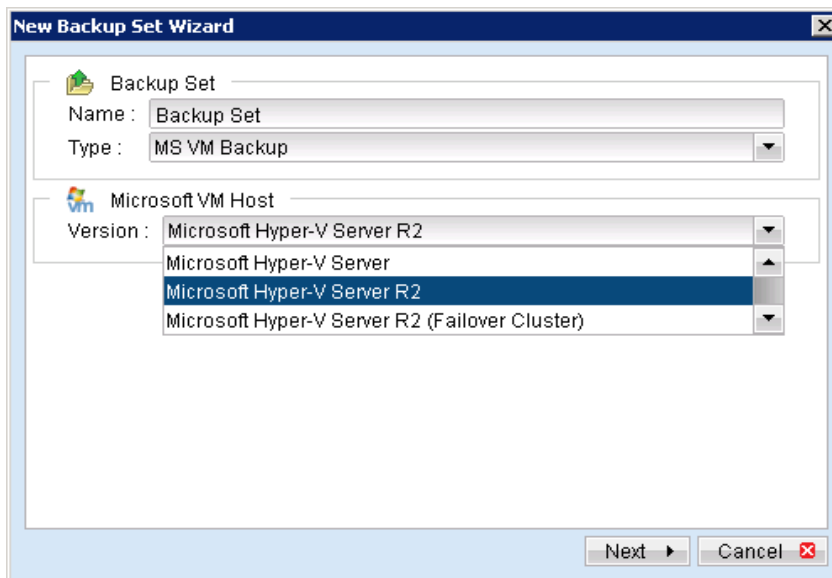 New Backup Set Wizard
Backup Set
Name : Backup Set
Type : MS VM Backup
Microsoft VM Host
Version : Microsoft Hyper-V Server R2
Microsoft Hyper-V Server
Microsoft Hyper-V Server R2
Microsoft Hyper-V Server R2 (Failover Cluster)
Next Cancel